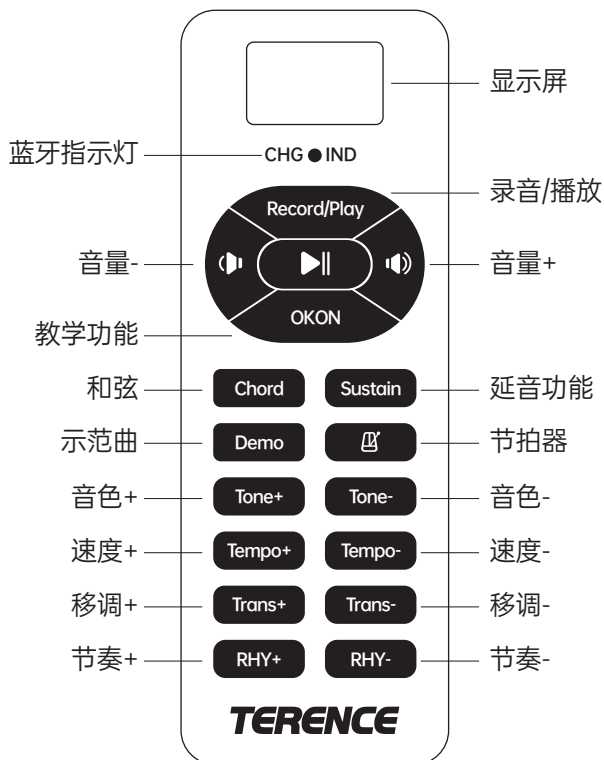 显示屏
蓝牙指示灯 CHG IND
Record/Play 录音/播放
音量- 音量+
OKON
教学功能
和弦 Chord Sustain 延音功能
示范曲 Demo 节拍器
音色+ Tone+ Tone- 音色-
速度+ Tempo+ Tempo- 速度-
移调+ Trans+ Trans- 移调-
节奏+ RHY+ RHY- 节奏-
TERENCE